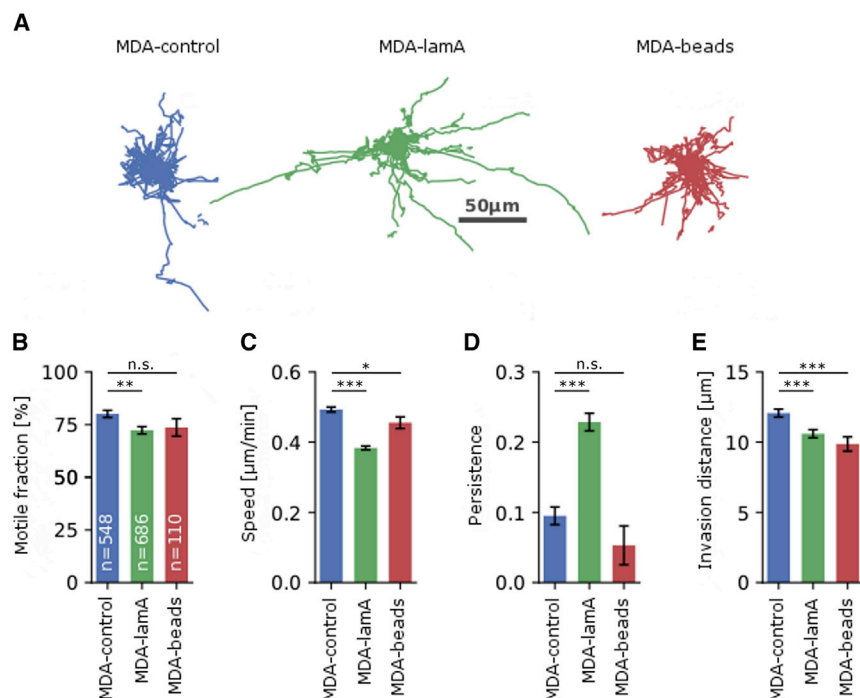 A
MDA-control
MDA-lamA
MDA-beads
50µm
B
Motile fraction [%]
100
75
50
25
0
n.s.
**
n=548
n=686
n=110
MDA-control
MDA-lamA
MDA-beads
C
Speed [µm/min]
0.6
0.4
0.2
0.0
*
***
MDA-control
MDA-lamA
MDA-beads
D
Persistence
0.3
0.2
0.1
0.0
n.s.
***
MDA-control
MDA-lamA
MDA-beads
E
Invasion distance [µm]
15
10
5
0
***
***
MDA-control
MDA-lamA
MDA-beads